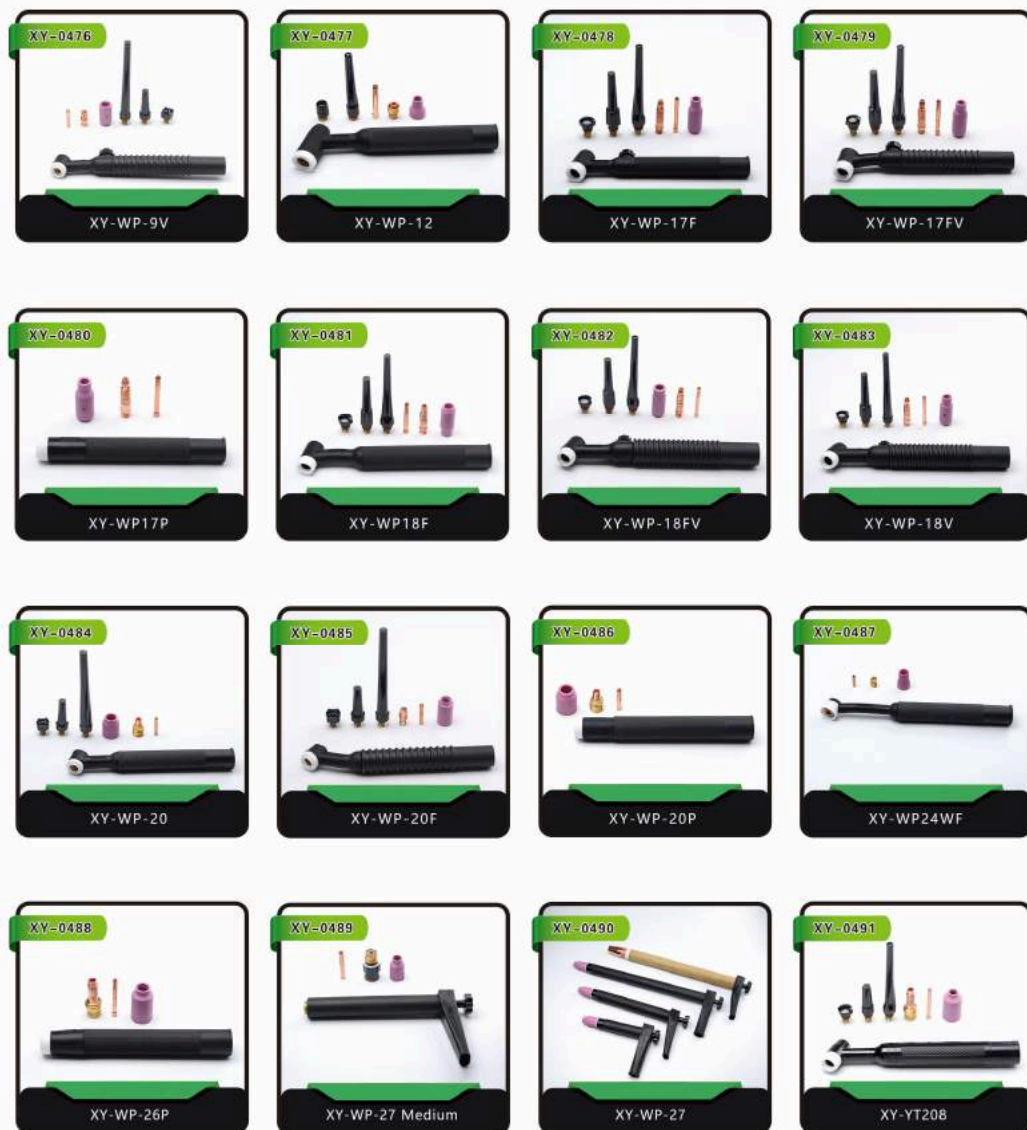 XY-0476
XY-0477
XY-0478
XY-0479
XY-WP-9V
XY-WP-12
XY-WP-17F
XY-WP-17FV
XY-0480
XY-0481
XY-0482
XY-0483
XY-WP17P
XY-WP18F
XY-WP-18FV
XY-WP-18V
XY-0484
XY-0485
XY-0486
XY-0487
XY-WP-20
XY-WP-20F
XY-WP-20P
XY-WP24WF
XY-0488
XY-0489
XY-0490
XY-0491
XY-WP-26P
XY-WP-27 Medium
XY-WP-27
XY-YT208